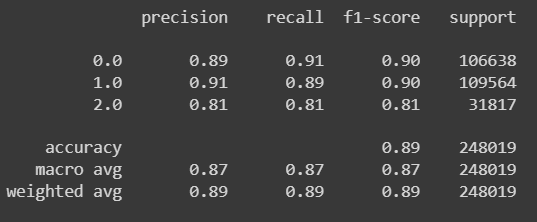 precision recall f1-score support
0.0 0.89 0.91 0.90 106638
1.0 0.91 0.89 0.90 109564
2.0 0.81 0.81 0.81 31817
accuracy 0.89 248019
macro avg 0.87 0.87 0.87 248019
weighted avg 0.89 0.89 0.89 248019